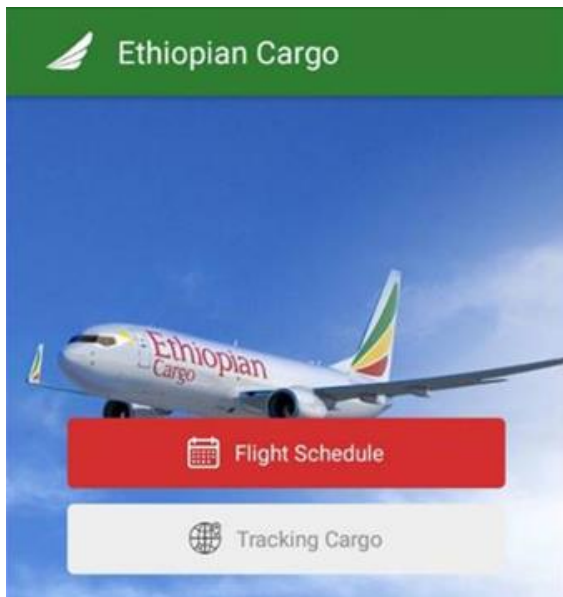 Ethiopian Cargo
Ethiopian
Cargo
Flight Schedule
Tracking Cargo